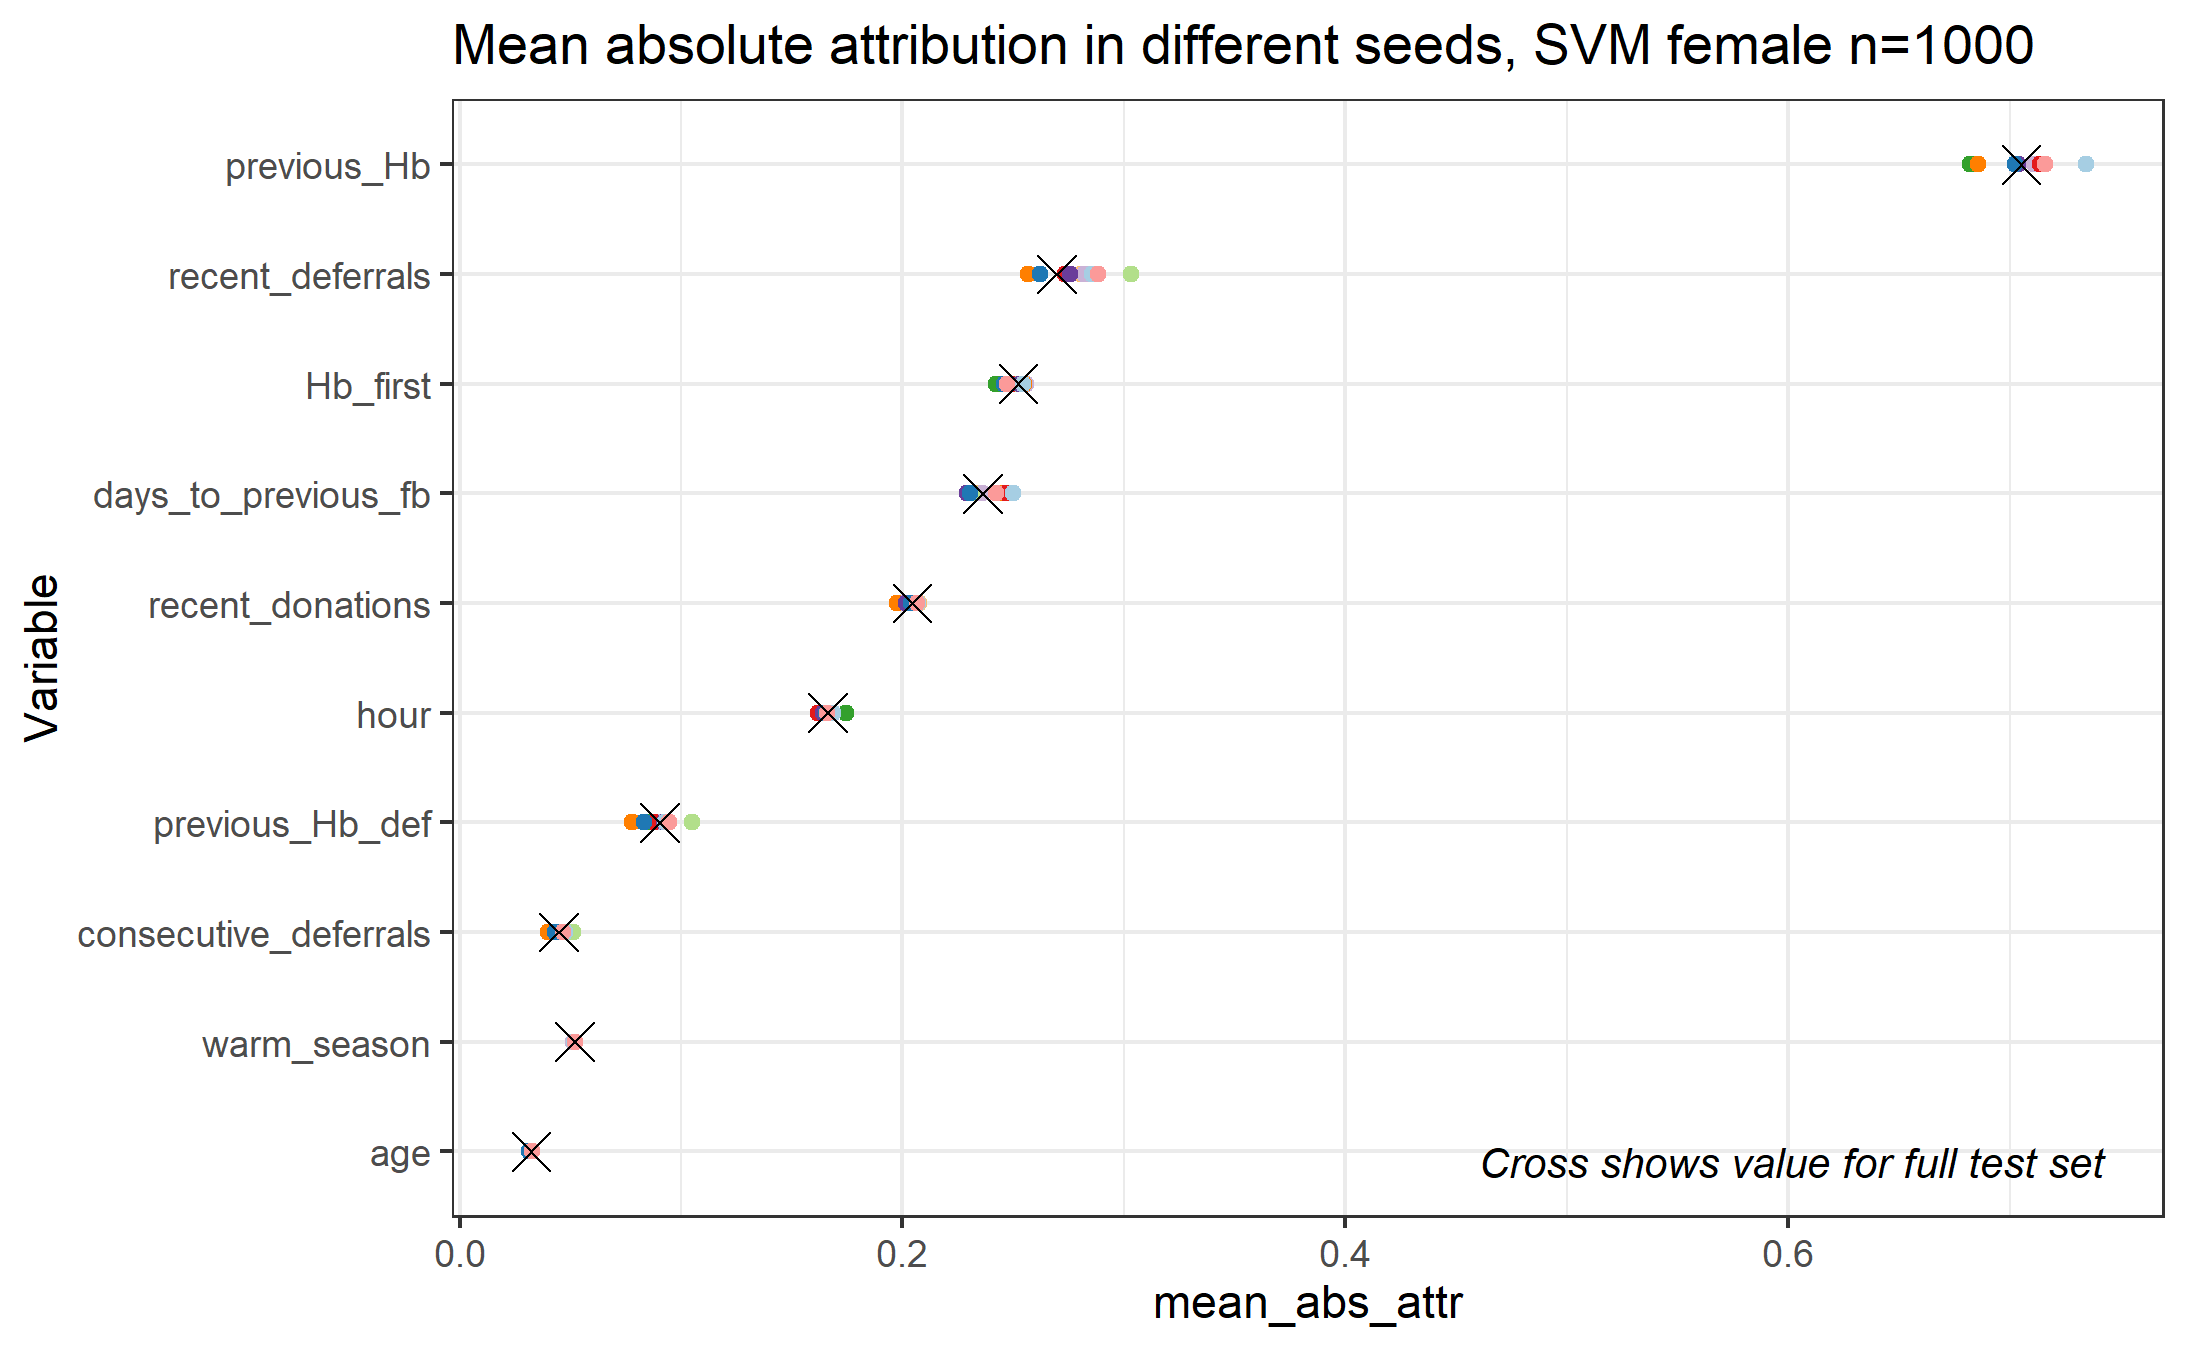 Mean absolute attribution in different seeds, SVM female n=1000
previous_Hb
recent_deferrals
Hb_first
days_to_previous_fb
recent_donations
hour
previous_Hb_def
consecutive_deferrals
warm_season
age
Variable
Cross shows value for full test set
0.0 0.2 0.4 0.6
mean_abs_attr